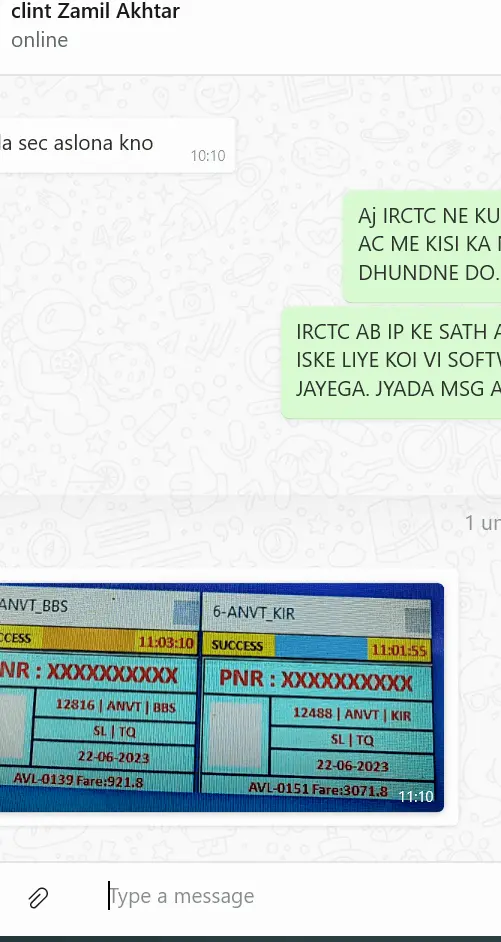 clint Zamil Akhtar
online
la sec aslona kno
10:10
Aj IRCTC NE KU
AC ME KISI KA
DHUNDNE DO.
IRCTC AB IP KE SATH A
ISKE LIYE KOI VI SOFTW
JAYEGA. JYADA MSG A
1 un
ANVT_BBS
CCESS 11:03:10
NR : XXXXXXXXXX
12816 | ANVT | BBS
SL | TQ
22-06-2023
AVL-0139 Fare:921.8
6-ANVT_KIR
SUCCESS 11:01:55
PNR : XXXXXXXXXX
12488 | ANVT | KIR
SL | TQ
22-06-2023
AVL-0151 Fare:3071.8
11:10
Type a message